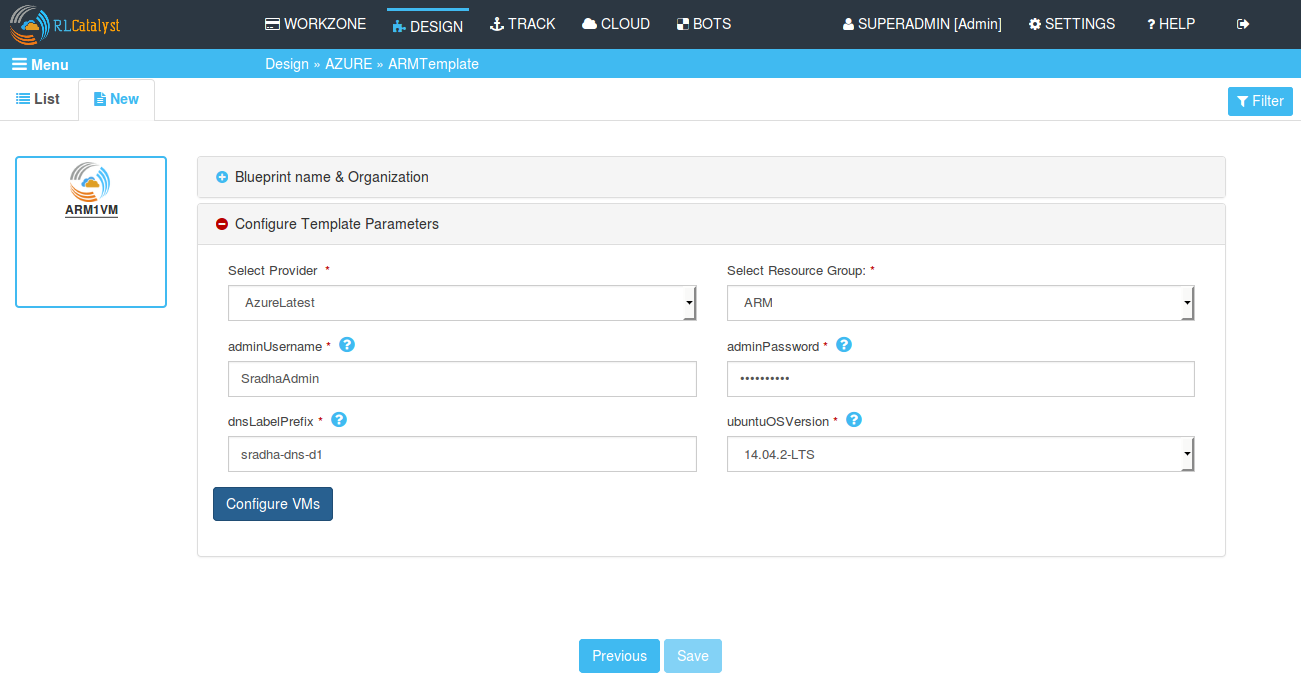 RLCatalyst WORKZONE DESIGN TRACK CLOUD BOTS SUPERADMIN [Admin] SETTINGS ? HELP
Menu Design » AZURE » ARMTemplate
List New Filter
ARM1VM
Blueprint name & Organization
Configure Template Parameters
Select Provider * Select Resource Group: *
AzureLatest ARM
adminUsername * ? adminPassword * ?
SradhaAdmin ••••••••••
dnsLabelPrefix * ? ubuntuOSVersion * ?
sradha-dns-d1 14.04.2-LTS
Configure VMs
Previous Save